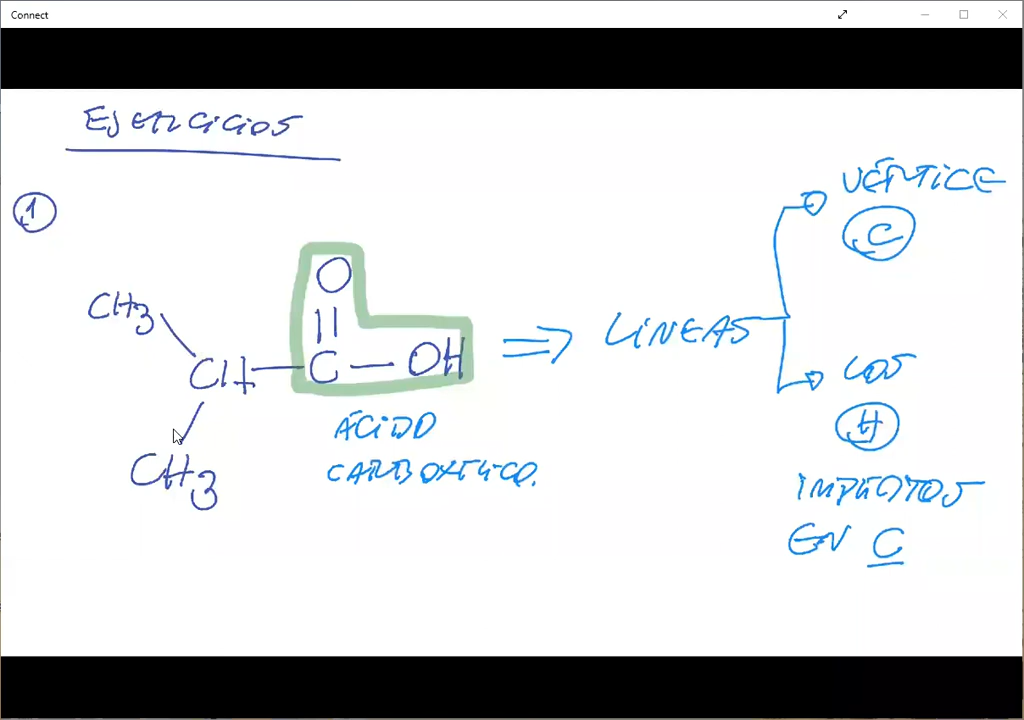 Connect
EJERCICIOS
1
O
||
CH3
CH — C — OH
CH3
ÁCIDO
CARBOXÍLICO.
⇒ LÍNEAS
VÉRTICE
C
LOS
H
IMPLÍCITOS
EN C